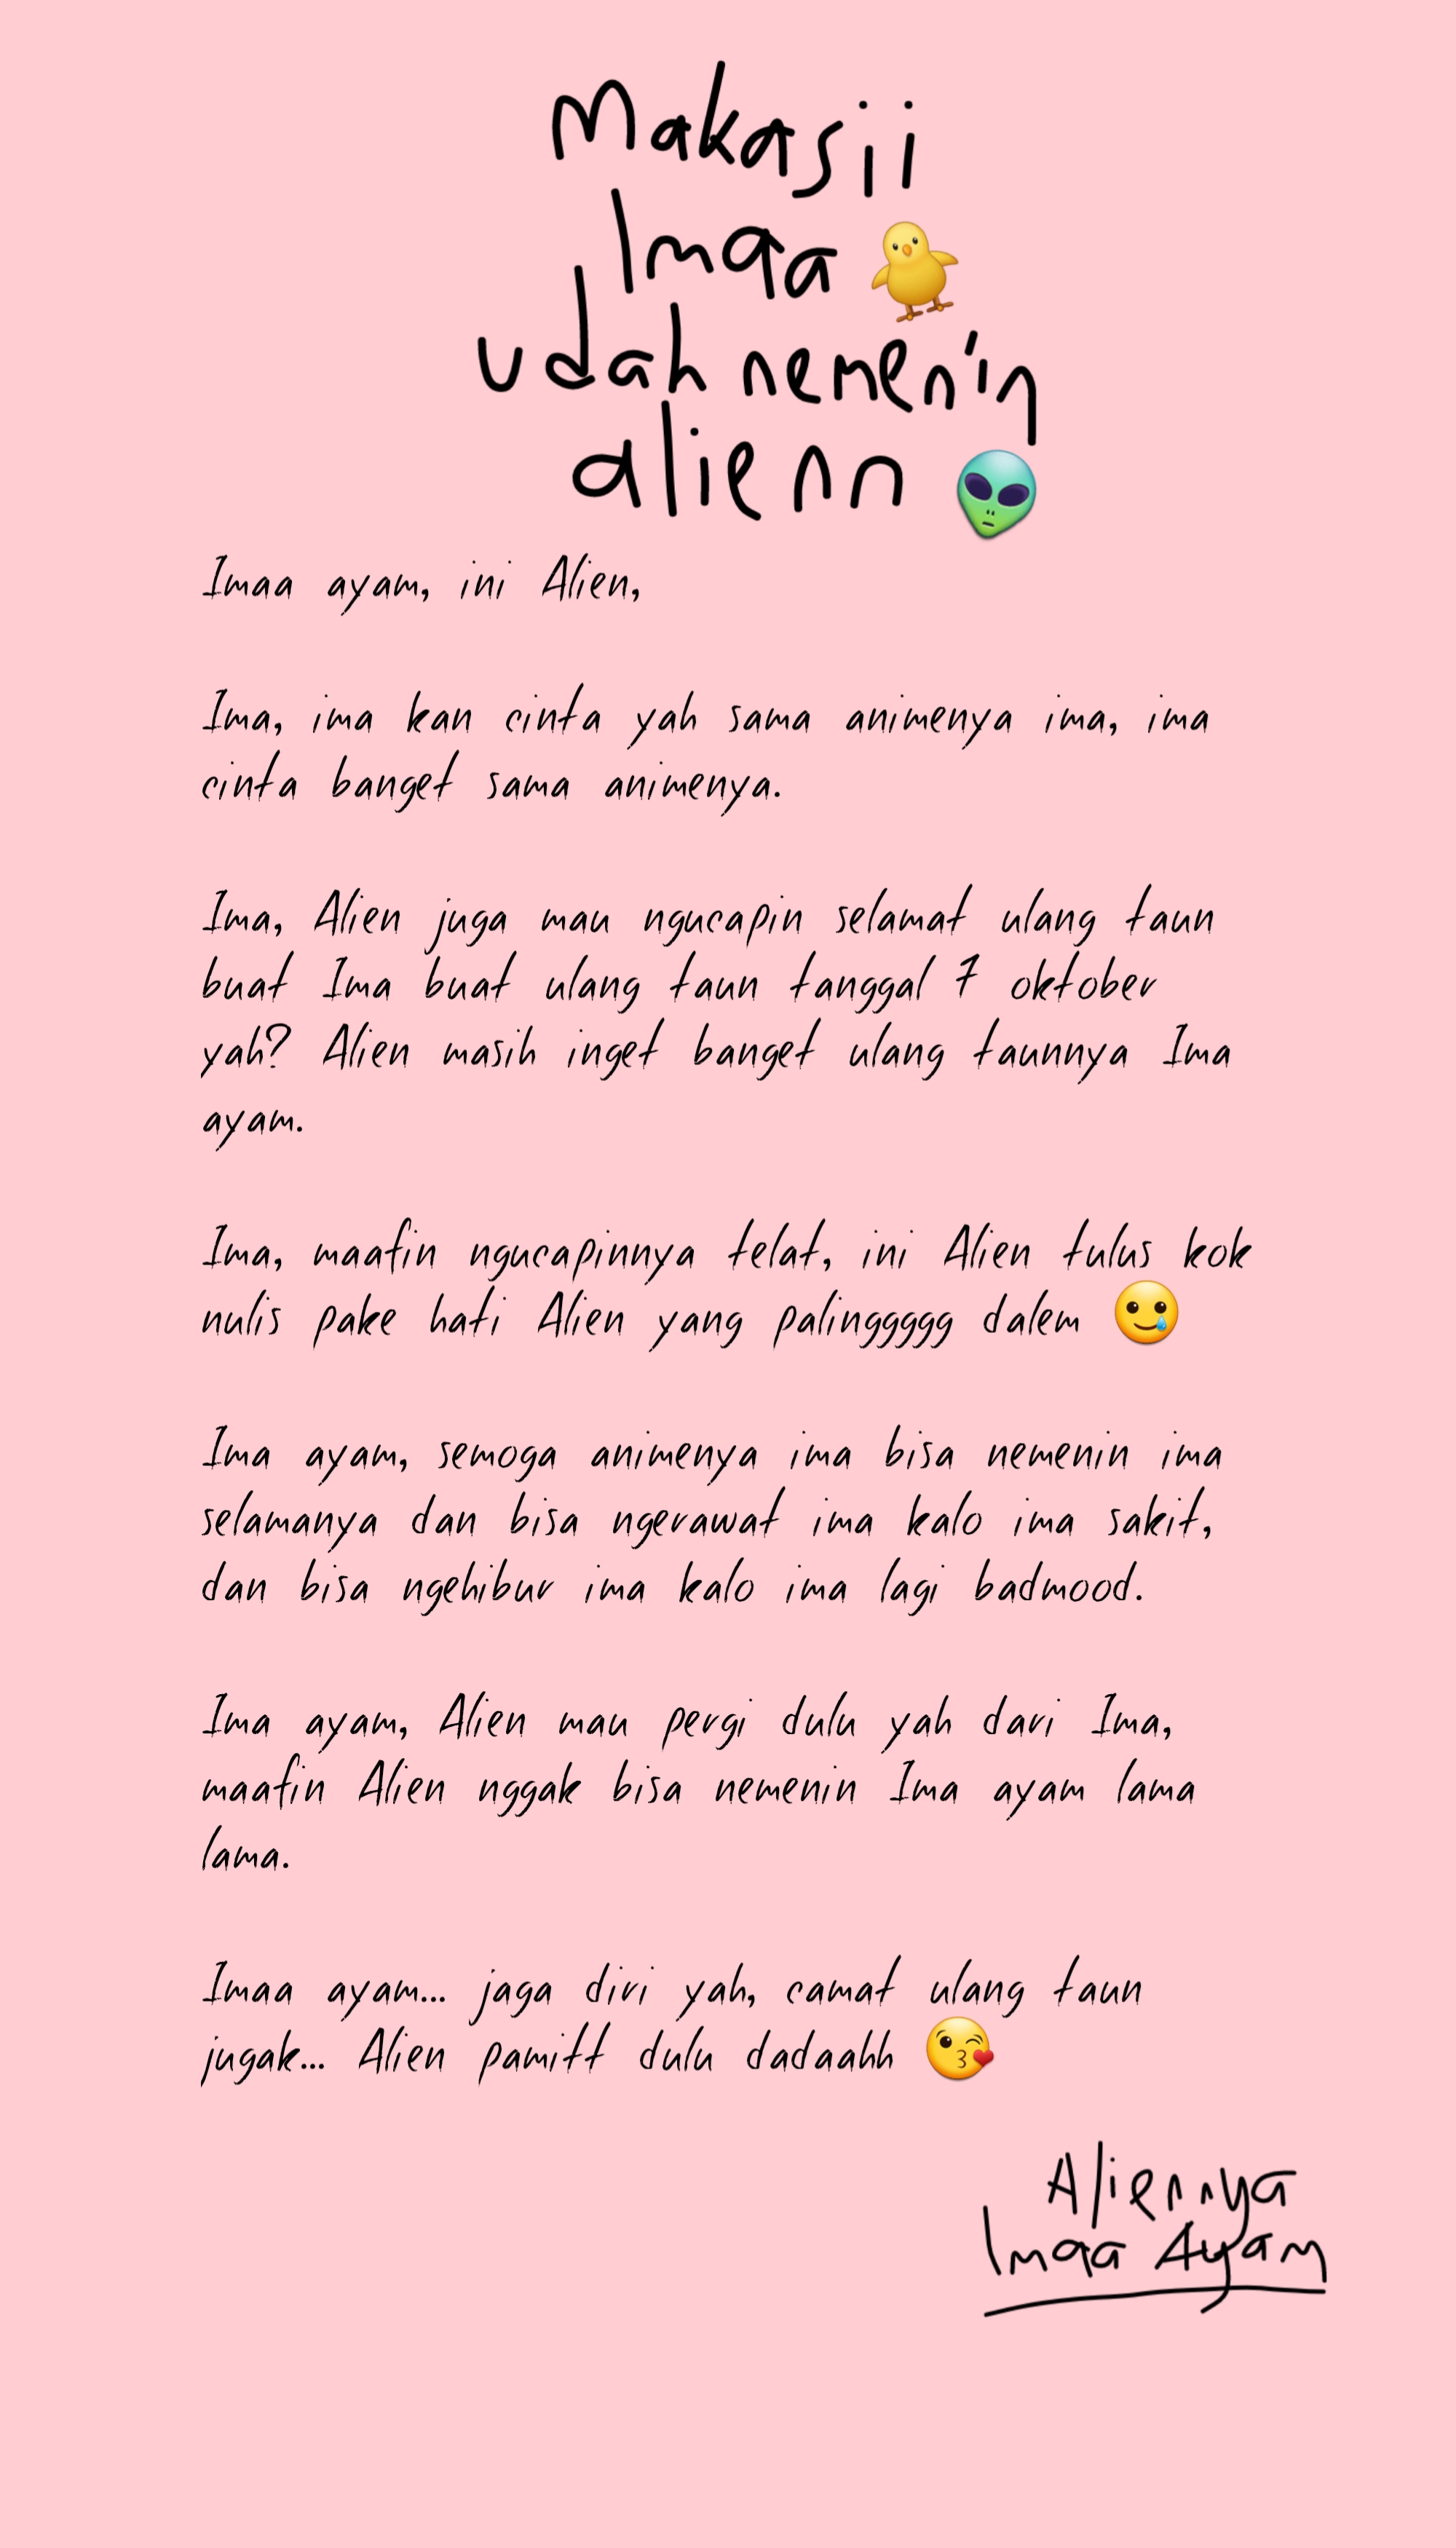 Makasii
Imaa 🐤
udah nemen'in
alienn 👽
Imaa ayam, ini Alien,
Ima, ima kan cinta yah sama animenya ima, ima
cinta banget sama animenya.
Ima, Alien juga mau ngucapin selamat ulang taun
buat Ima buat ulang taun tanggal 7 oktober
yah? Alien masih inget banget ulang taunnya Ima
ayam.
Ima, maafin ngucapinnya telat, ini Alien tulus kok
nulis pake hati Alien yang palinggggg dalem 🥲
Ima ayam, semoga animenya ima bisa nemenin ima
selamanya dan bisa ngerawat ima kalo ima sakit,
dan bisa ngehibur ima kalo ima lagi badmood.
Ima ayam, Alien mau pergi dulu yah dari Ima,
maafin Alien nggak bisa nemenin Ima ayam lama
lama.
Imaa ayam... jaga diri yah, camat ulang taun
jugak... Alien pamitt dulu dadaahh 😘
Aliennya
Imaa Ayam